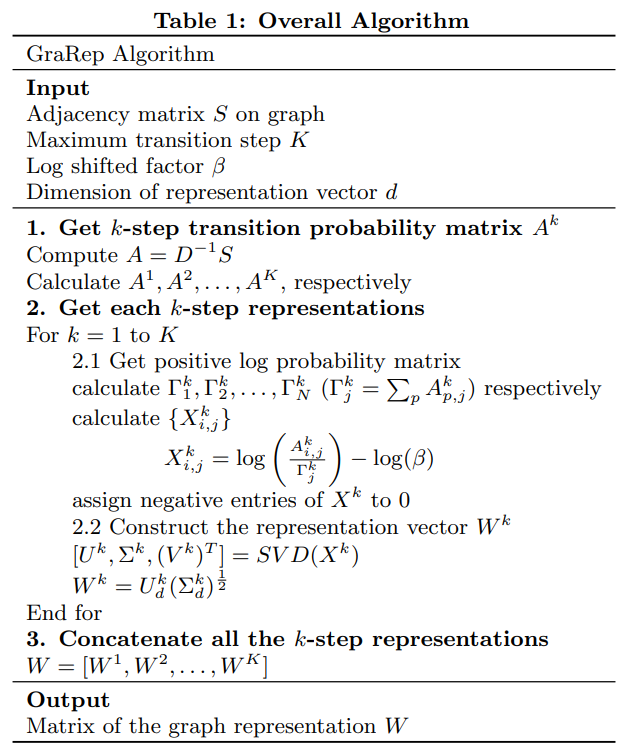 Table 1: Overall Algorithm
GraRep Algorithm
Input
Adjacency matrix $S$ on graph
Maximum transition step $K$
Log shifted factor $\beta$
Dimension of representation vector $d$
1. Get $k$-step transition probability matrix $A^k$
Compute $A = D^{-1}S$
Calculate $A^1, A^2, \ldots, A^K$, respectively
2. Get each $k$-step representations
For $k = 1$ to $K$
2.1 Get positive log probability matrix
calculate $\Gamma_1^k, \Gamma_2^k, \ldots, \Gamma_N^k$ ($\Gamma_j^k = \sum_p A_{p,j}^k$) respectively
calculate $\{X_{i,j}^k\}$
$X_{i,j}^k = \log\left(\frac{A_{i,j}^k}{\Gamma_j^k}\right) - \log(\beta)$
assign negative entries of $X^k$ to 0
2.2 Construct the representation vector $W^k$
$[U^k, \Sigma^k, (V^k)^T] = SVD(X^k)$
$W^k = U_d^k(\Sigma_d^k)^{\frac{1}{2}}$
End for
3. Concatenate all the $k$-step representations
$W = [W^1, W^2, \ldots, W^K]$
Output
Matrix of the graph representation $W$